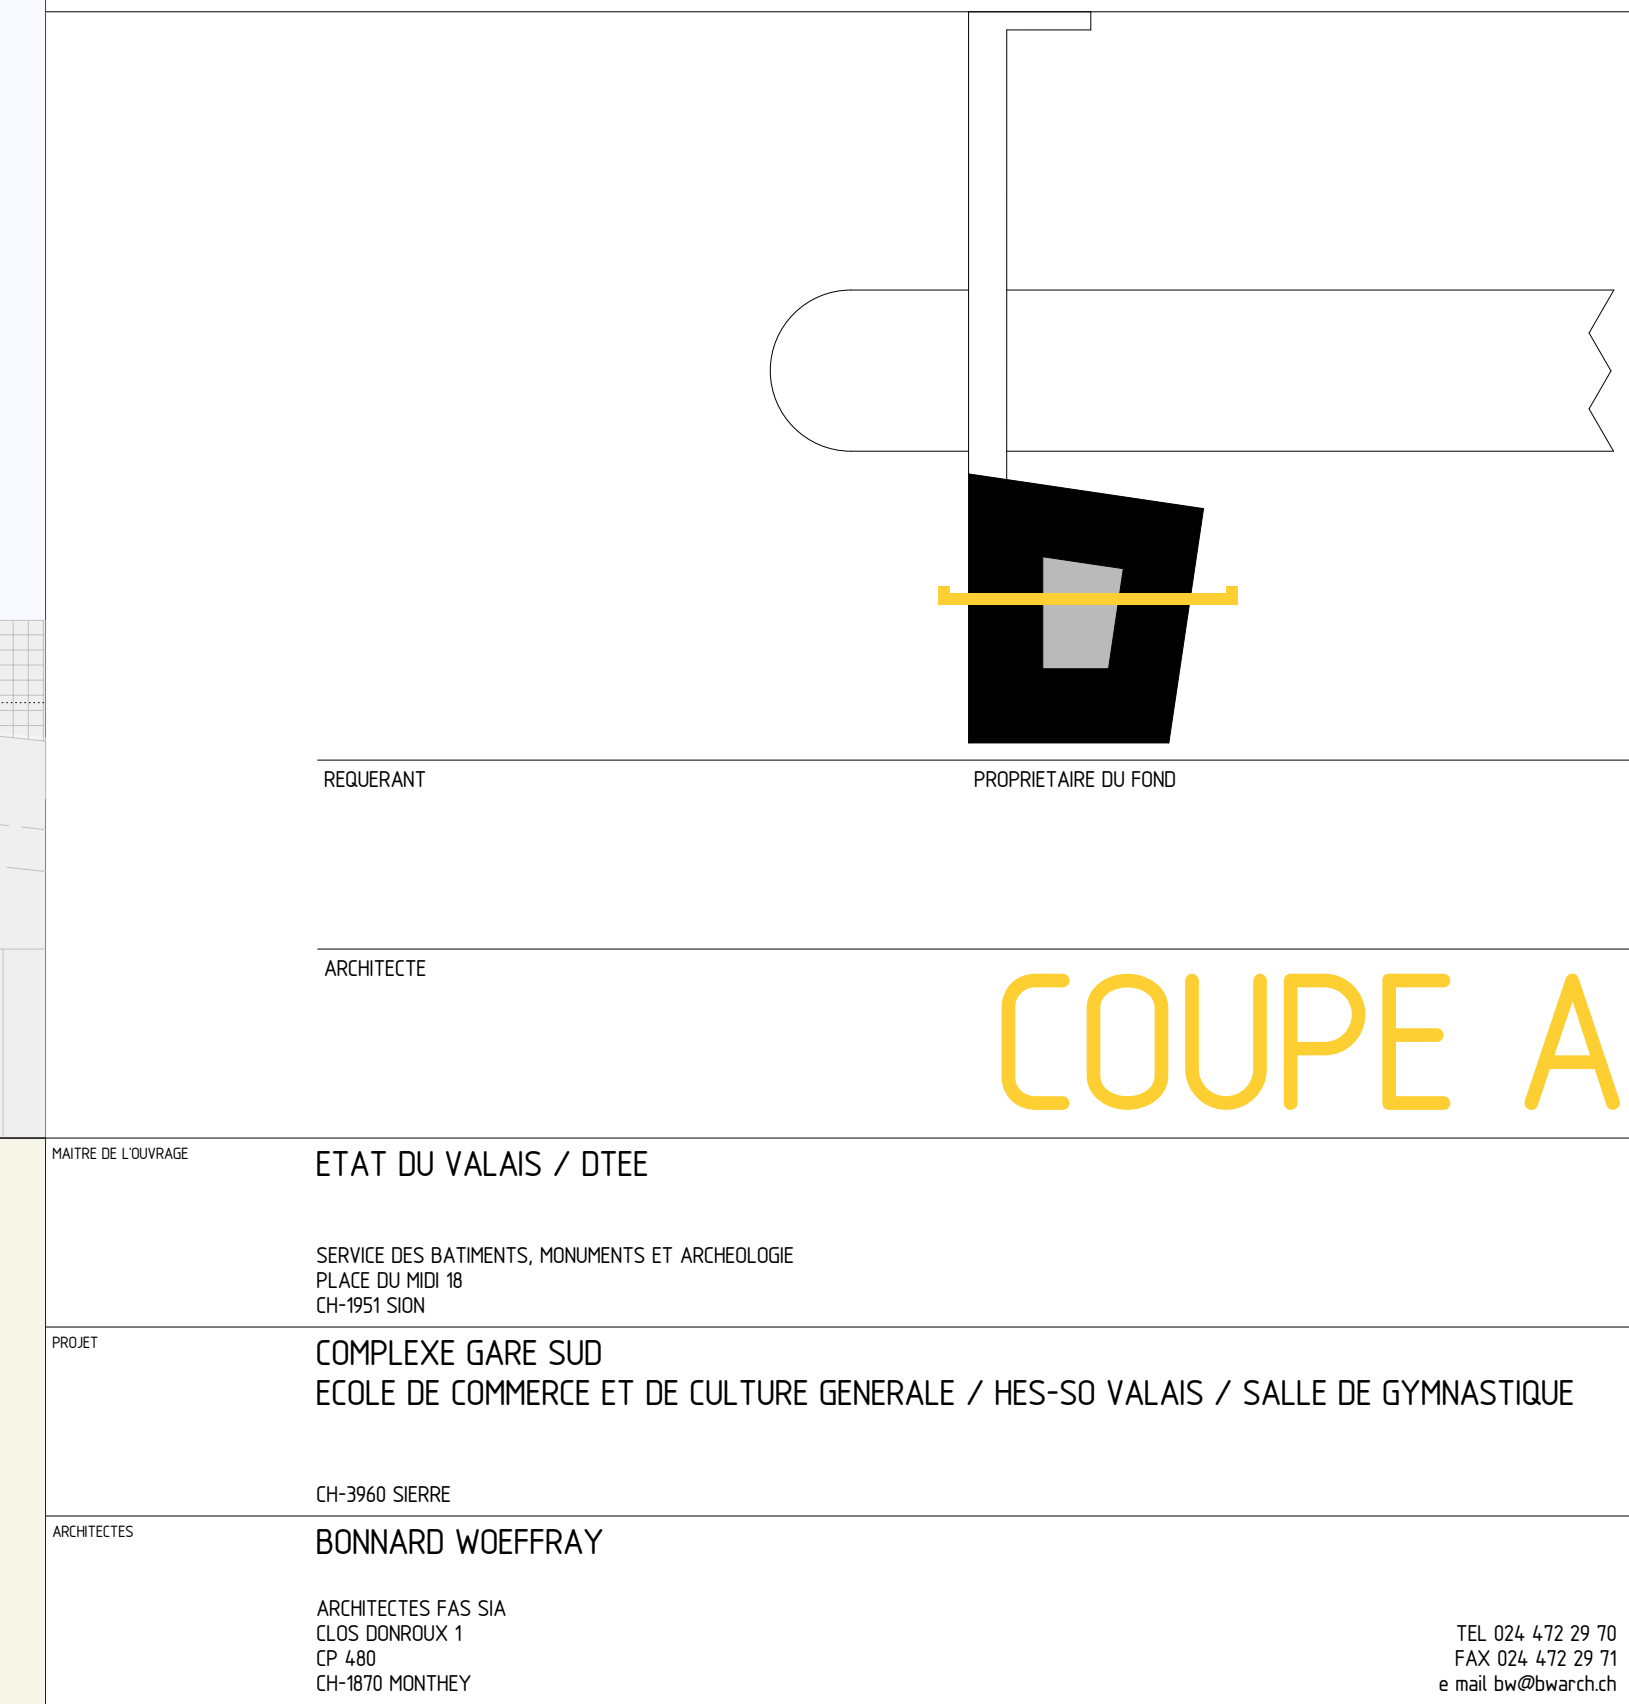 REQUERANT
PROPRIETAIRE DU FOND
ARCHITECTE
COUPE A
MAITRE DE L'OUVRAGE
ETAT DU VALAIS / DTEE
SERVICE DES BATIMENTS, MONUMENTS ET ARCHEOLOGIE
PLACE DU MIDI 18
CH-1951 SION
PROJET
COMPLEXE GARE SUD
ECOLE DE COMMERCE ET DE CULTURE GENERALE / HES-SO VALAIS / SALLE DE GYMNASTIQUE
CH-3960 SIERRE
ARCHITECTES
BONNARD WOEFFRAY
ARCHITECTES FAS SIA
CLOS DONROUX 1
CP 480
CH-1870 MONTHEY
TEL 024 472 29 70
FAX 024 472 29 71
e mail bw@bwarch.ch